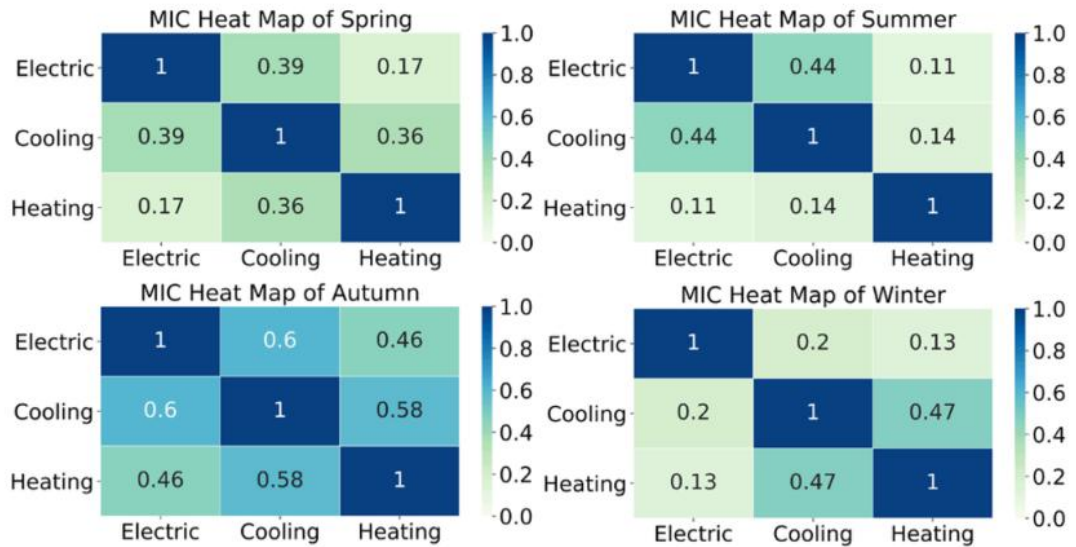 MIC Heat Map of Spring
Electric 1 0.39 0.17
Cooling 0.39 1 0.36
Heating 0.17 0.36 1
Electric Cooling Heating
1.0
0.8
0.6
0.4
0.2
0.0
MIC Heat Map of Summer
Electric 1 0.44 0.11
Cooling 0.44 1 0.14
Heating 0.11 0.14 1
Electric Cooling Heating
1.0
0.8
0.6
0.4
0.2
0.0
MIC Heat Map of Autumn
Electric 1 0.6 0.46
Cooling 0.6 1 0.58
Heating 0.46 0.58 1
Electric Cooling Heating
1.0
0.8
0.6
0.4
0.2
0.0
MIC Heat Map of Winter
Electric 1 0.2 0.13
Cooling 0.2 1 0.47
Heating 0.13 0.47 1
Electric Cooling Heating
1.0
0.8
0.6
0.4
0.2
0.0